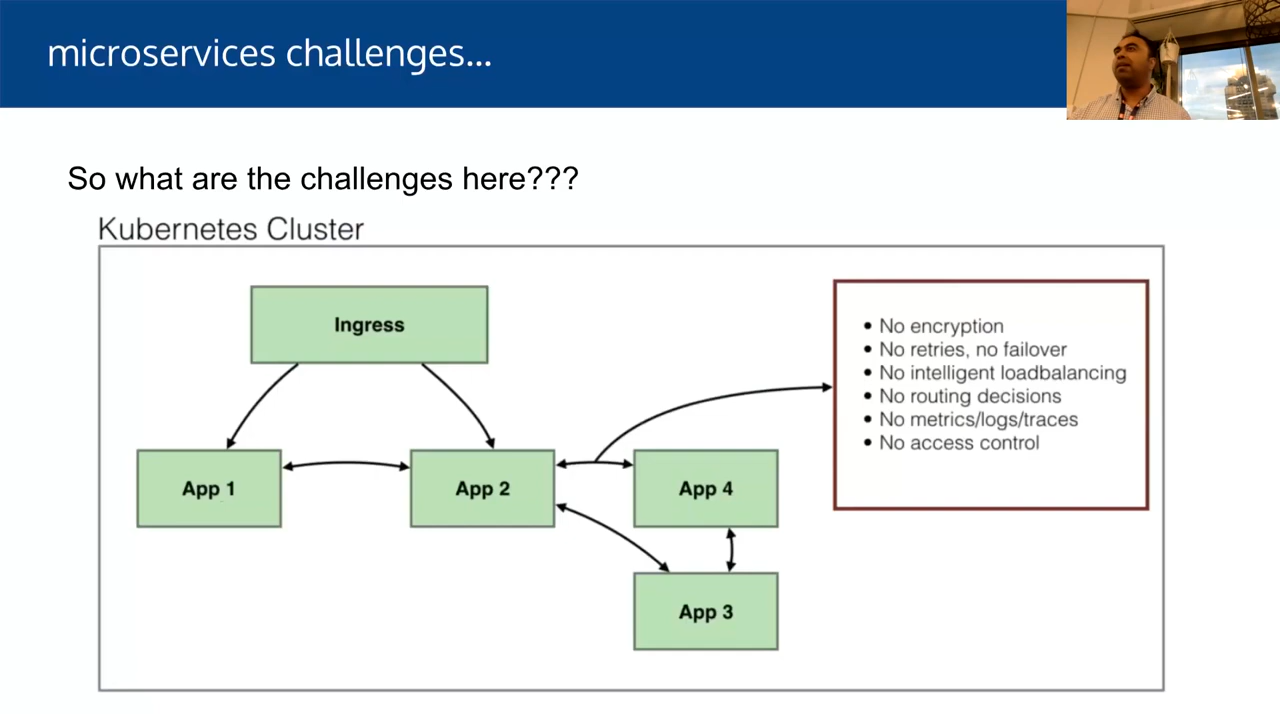 microservices challenges...
So what are the challenges here???
Kubernetes Cluster
Ingress
App 1
App 2
App 4
App 3
• No encryption
• No retries, no failover
• No intelligent loadbalancing
• No routing decisions
• No metrics/logs/traces
• No access control